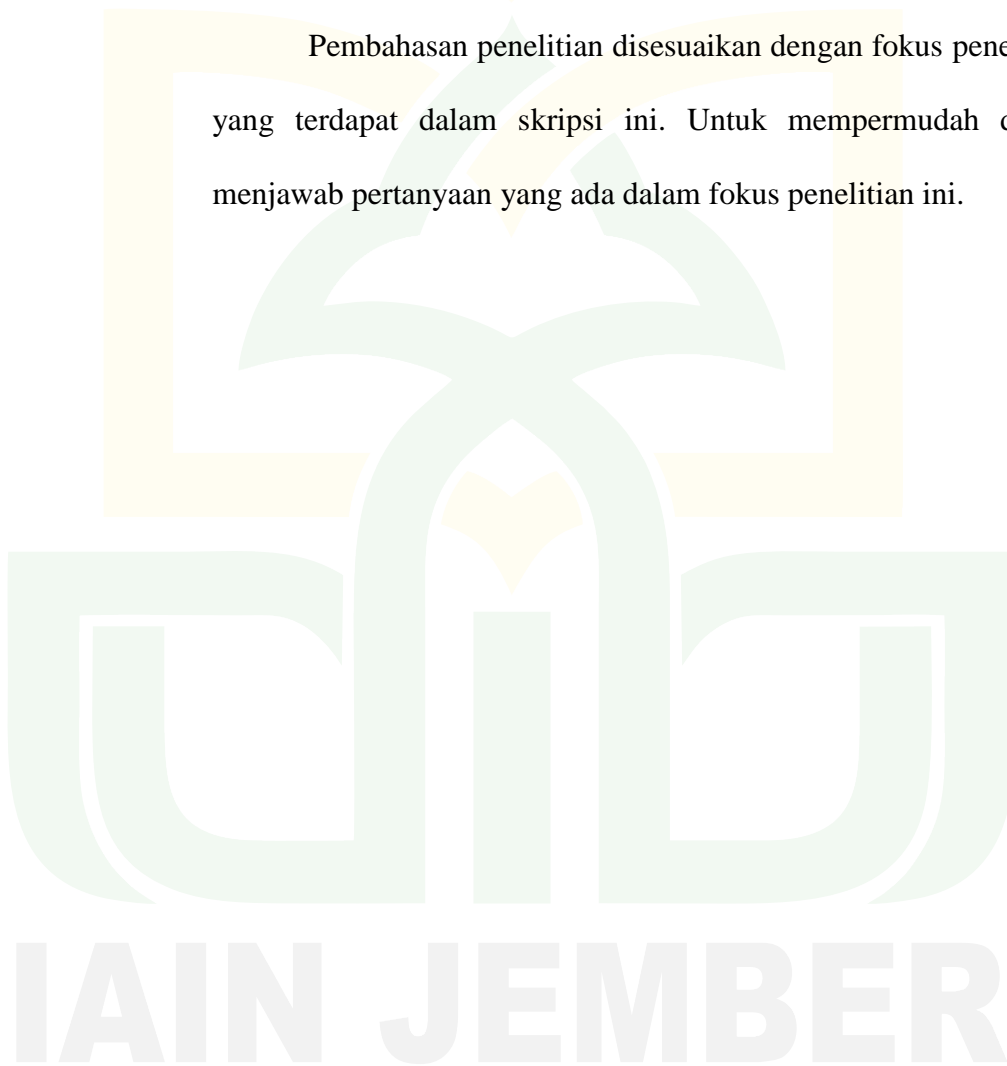 Pembahasan penelitian disesuaikan dengan fokus
yang terdapat dalam skripsi ini. Untuk mempermudah
menjawab pertanyaan yang ada dalam fokus penelitian ini.
IAIN JEMBER